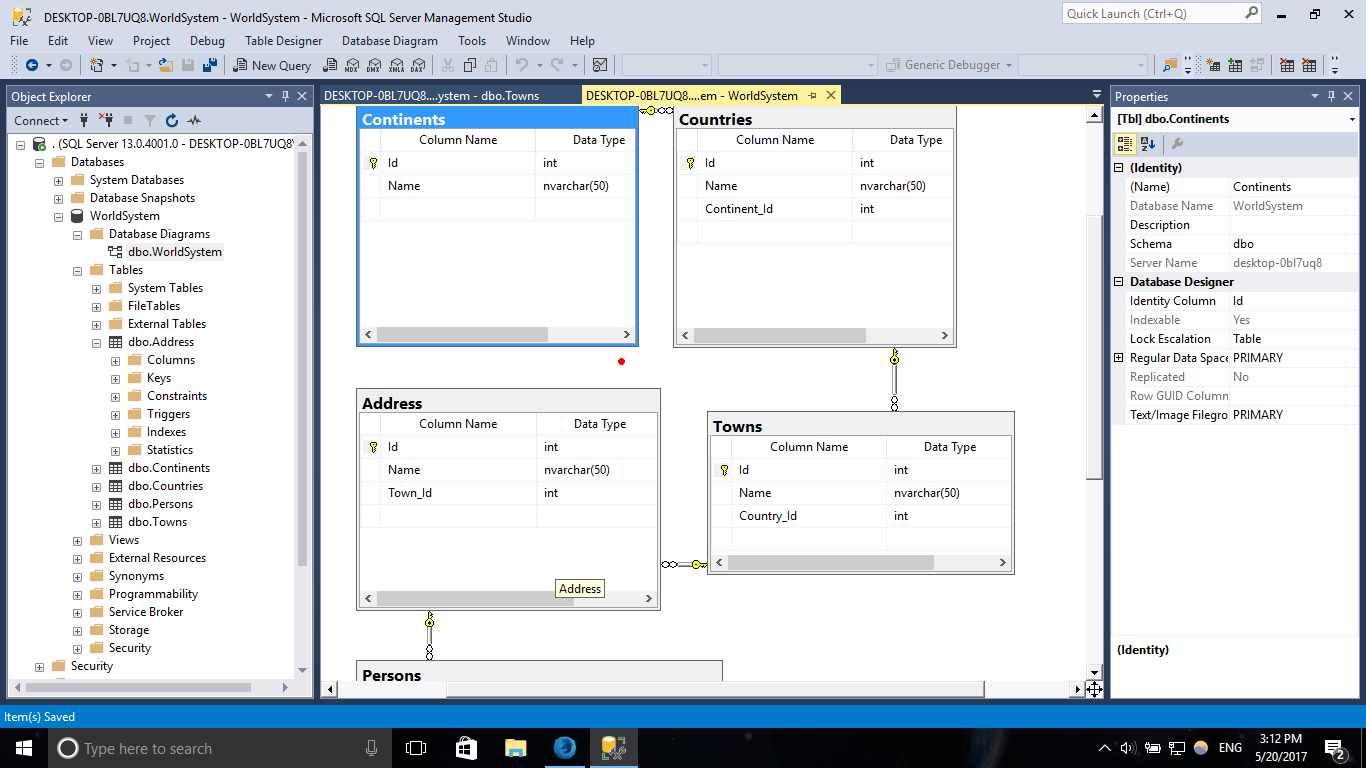 DESKTOP-0BL7UQ8.WorldSystem - WorldSystem - Microsoft SQL Server Management Studio
Quick Launch (Ctrl+Q)
File Edit View Project Debug Table Designer Database Diagram Tools Window Help
New Query MDX DMX XMLA DAX Generic Debugger
Object Explorer
Connect
. (SQL Server 13.0.4001.0 - DESKTOP-0BL7UQ8\
Databases
System Databases
Database Snapshots
WorldSystem
Database Diagrams
dbo.WorldSystem
Tables
System Tables
FileTables
External Tables
dbo.Address
Columns
Keys
Constraints
Triggers
Indexes
Statistics
dbo.Continents
dbo.Countries
dbo.Persons
dbo.Towns
Views
External Resources
Synonyms
Programmability
Service Broker
Storage
Security
Security
DESKTOP-0BL7UQ8....ystem - dbo.Towns
DESKTOP-0BL7UQ8....em - WorldSystem
Continents
Column Name Data Type
Id int
Name nvarchar(50)
Countries
Column Name Data Type
Id int
Name nvarchar(50)
Continent_Id int
Address
Column Name Data Type
Id int
Name nvarchar(50)
Town_Id int
Address
Towns
Column Name Data Type
Id int
Name nvarchar(50)
Country_Id int
Persons
Properties
[Tbl] dbo.Continents
(Identity)
(Name) Continents
Database Name WorldSystem
Description
Schema dbo
Server Name desktop-0bl7uq8
Database Designer
Identity Column Id
Indexable Yes
Lock Escalation Table
Regular Data Space PRIMARY
Replicated No
Row GUID Column
Text/Image Filegro PRIMARY
(Identity)
Item(s) Saved
Type here to search
ENG
3:12 PM
5/20/2017
2